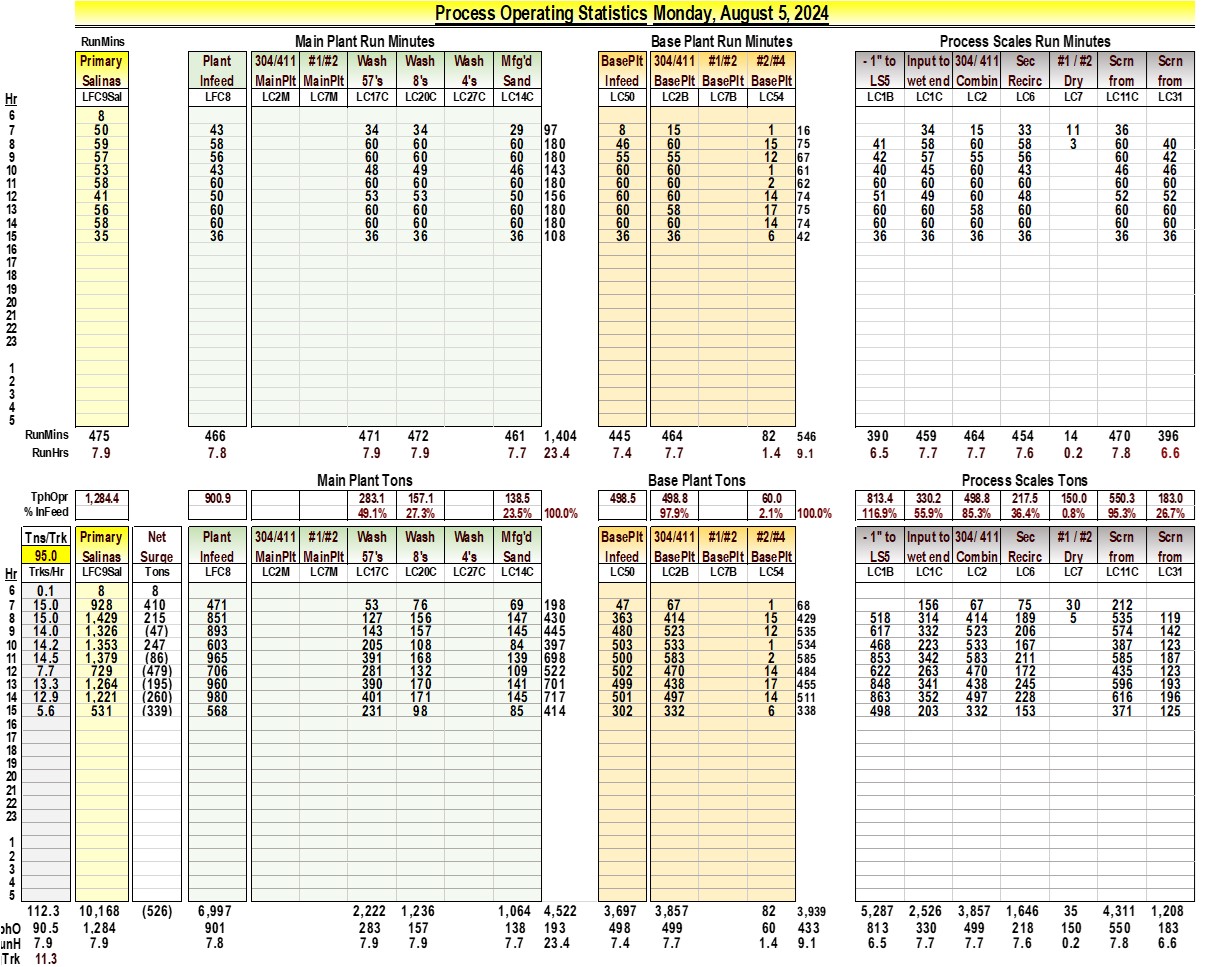 Process Operating Statistics Monday, August 5, 2024
RunMins Main Plant Run Minutes Base Plant Run Minutes Process Scales Run Minutes
Primary Plant 304/411 #1/#2 Wash Wash Wash Mfg'd BasePlt 304/411 #1/#2 #2/#4 - 1" to Input to 304/ 411 Sec #1 / #2 Scrn Scrn
Salinas Infeed MainPlt MainPlt 57's 8's 4's Sand Infeed BasePlt BasePlt BasePlt LS5 wet end Combin Recirc Dry from from
Hr LFC9Sal LFC8 LC2M LC7M LC17C LC20C LC27C LC14C LC50 LC2B LC7B LC54 LC1B LC1C LC2 LC6 LC7 LC11C LC31
6 8
7 50 43 34 34 29 97 8 15 1 16 34 15 33 11 36
8 59 58 60 60 60 180 46 60 15 75 41 58 60 58 3 60 40
9 57 56 60 60 60 180 55 55 12 67 42 57 55 56 60 42
10 53 43 48 49 46 143 60 60 1 61 40 45 60 43 46 46
11 58 60 60 60 60 180 60 60 2 62 60 60 60 60 60 60
12 41 50 53 53 50 156 60 60 14 74 51 49 60 48 52 52
13 56 60 60 60 60 180 60 58 17 75 60 60 58 60 60 60
14 58 60 60 60 60 180 60 60 14 74 60 60 60 60 60 60
15 35 36 36 36 36 108 36 36 6 42 36 36 36 36 36 36
16
17
18
19
20
21
22
23
1
2
3
4
5
RunMins 475 466 471 472 461 1,404 445 464 82 546 390 459 464 454 14 470 396
RunHrs 7.9 7.8 7.9 7.9 7.7 23.4 7.4 7.7 1.4 9.1 6.5 7.7 7.7 7.6 0.2 7.8 6.6
Main Plant Tons Base Plant Tons Process Scales Tons
TphOpr 1,284.4 900.9 283.1 157.1 138.5 498.5 498.8 60.0 813.4 330.2 498.8 217.5 150.0 550.3 183.0
% InFeed 49.1% 27.3% 23.5% 100.0% 97.9% 2.1% 100.0% 116.9% 55.9% 85.3% 36.4% 0.8% 95.3% 26.7%
Tns/Trk Primary Net Plant 304/411 #1/#2 Wash Wash Wash Mfg'd BasePlt 304/411 #1/#2 #2/#4 - 1" to Input to 304/ 411 Sec #1 / #2 Scrn Scrn
95.0 Salinas Surge Infeed MainPlt MainPlt 57's 8's 4's Sand Infeed BasePlt BasePlt BasePlt LS5 wet end Combin Recirc Dry from from
Hr Trks/Hr LFC9Sal Tons LFC8 LC2M LC7M LC17C LC20C LC27C LC14C LC50 LC2B LC7B LC54 LC1B LC1C LC2 LC6 LC7 LC11C LC31
6 0.1 8 8
7 15.0 928 410 471 53 76 69 198 47 67 1 68 156 67 75 30 212
8 15.0 1,429 215 851 127 156 147 430 363 414 15 429 518 314 414 189 5 535 119
9 14.0 1,326 (47) 893 143 157 145 445 480 523 12 535 617 332 523 206 574 142
10 14.2 1,353 247 603 205 108 84 397 503 533 1 534 468 223 533 167 387 123
11 14.5 1,379 (86) 965 391 168 139 698 500 583 2 585 853 342 583 211 585 187
12 7.7 729 (479) 706 281 132 109 522 502 470 14 484 622 263 470 172 435 123
13 13.3 1,264 (195) 960 390 170 141 701 499 438 17 455 848 341 438 245 596 193
14 12.9 1,221 (260) 980 401 171 145 717 501 497 14 511 863 352 497 228 616 196
15 5.6 531 (339) 568 231 98 85 414 302 332 6 338 498 203 332 153 371 125
16
17
18
19
20
21
22
23
1
2
3
4
5
112.3 10,168 (526) 6,997 2,222 1,236 1,064 4,522 3,697 3,857 82 3,939 5,287 2,526 3,857 1,646 35 4,311 1,208
phO 90.5 1,284 901 283 157 138 193 498 499 60 433 813 330 499 218 150 550 183
unH 7.9 7.9 7.8 7.9 7.9 7.7 23.4 7.4 7.7 1.4 9.1 6.5 7.7 7.7 7.6 0.2 7.8 6.6
Trk 11.3